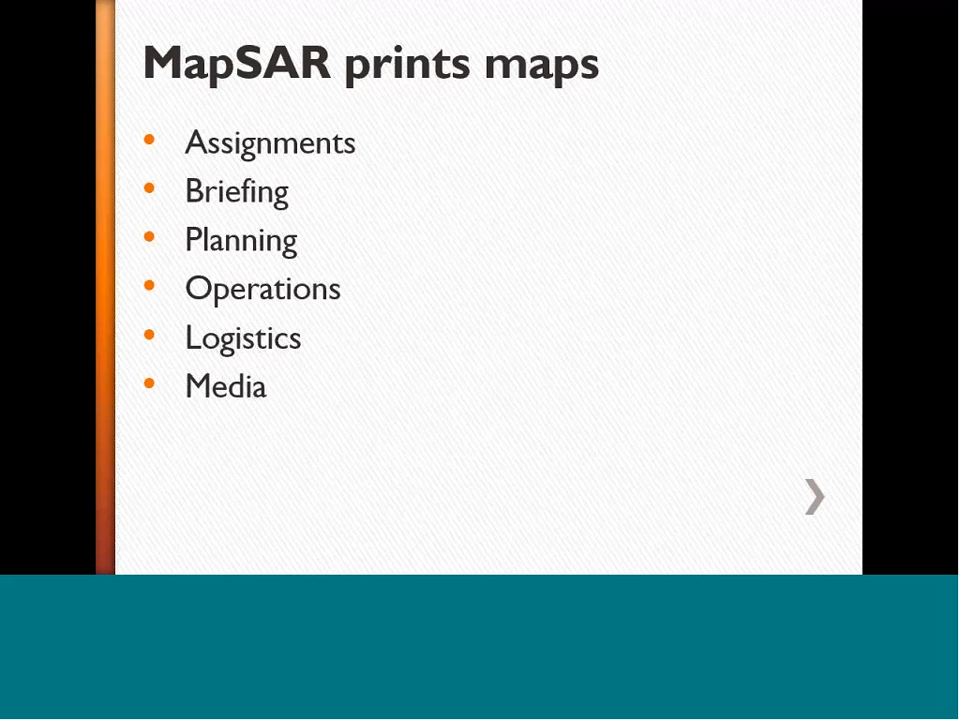 MapSAR prints maps
• Assignments
• Briefing
• Planning
• Operations
• Logistics
• Media